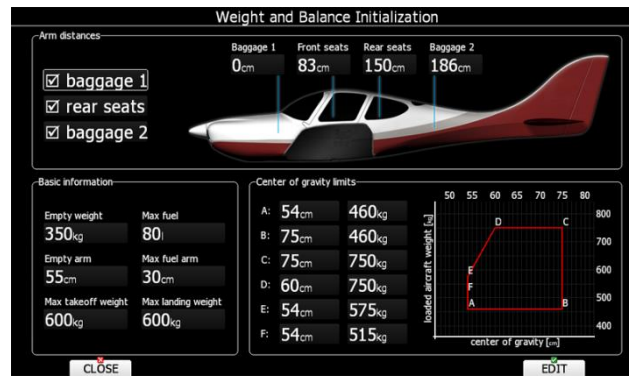 Weight and Balance Initialization
Arm distances
Baggage 1 Front seats Rear seats Baggage 2
0cm 83cm 150cm 186cm
baggage 1
rear seats
baggage 2
Basic information
Empty weight Max fuel
350kg 80l
Empty arm Max fuel arm
55cm 30cm
Max takeoff weight Max landing weight
600kg 600kg
Center of gravity limits
A: 54cm 460kg
B: 75cm 460kg
C: 75cm 750kg
D: 60cm 750kg
E: 54cm 575kg
F: 54cm 515kg
50 55 60 65 70 75 80
loaded aircraft weight [kg]
D C
E
F
A B
800
700
600
500
400
center of gravity [cm]
CLOSE EDIT